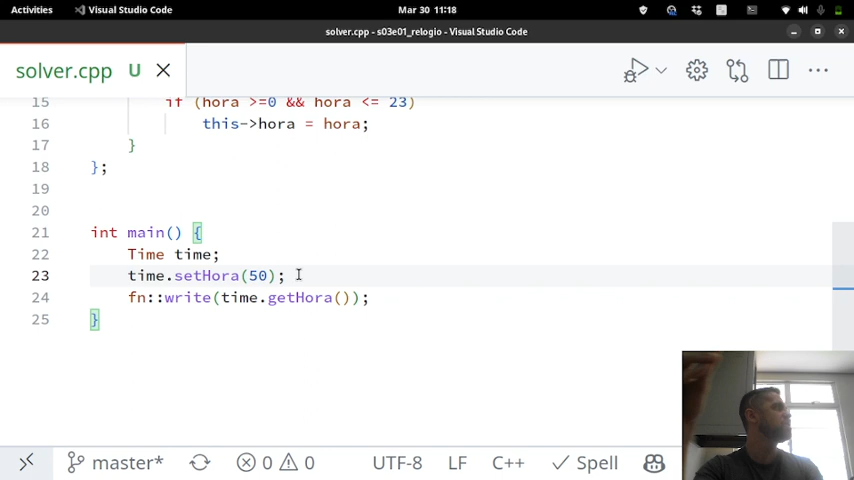 Activities Visual Studio Code Mar 30 11:18
solver.cpp - s03e01_relogio - Visual Studio Code
solver.cpp U
15 if (hora >=0 && hora <= 23)
16 this->hora = hora;
17 }
18 };
19
20
21 int main() {
22 Time time;
23 time.setHora(50);
24 fn::write(time.getHora());
25 }
master* 0 0 UTF-8 LF C++ Spell